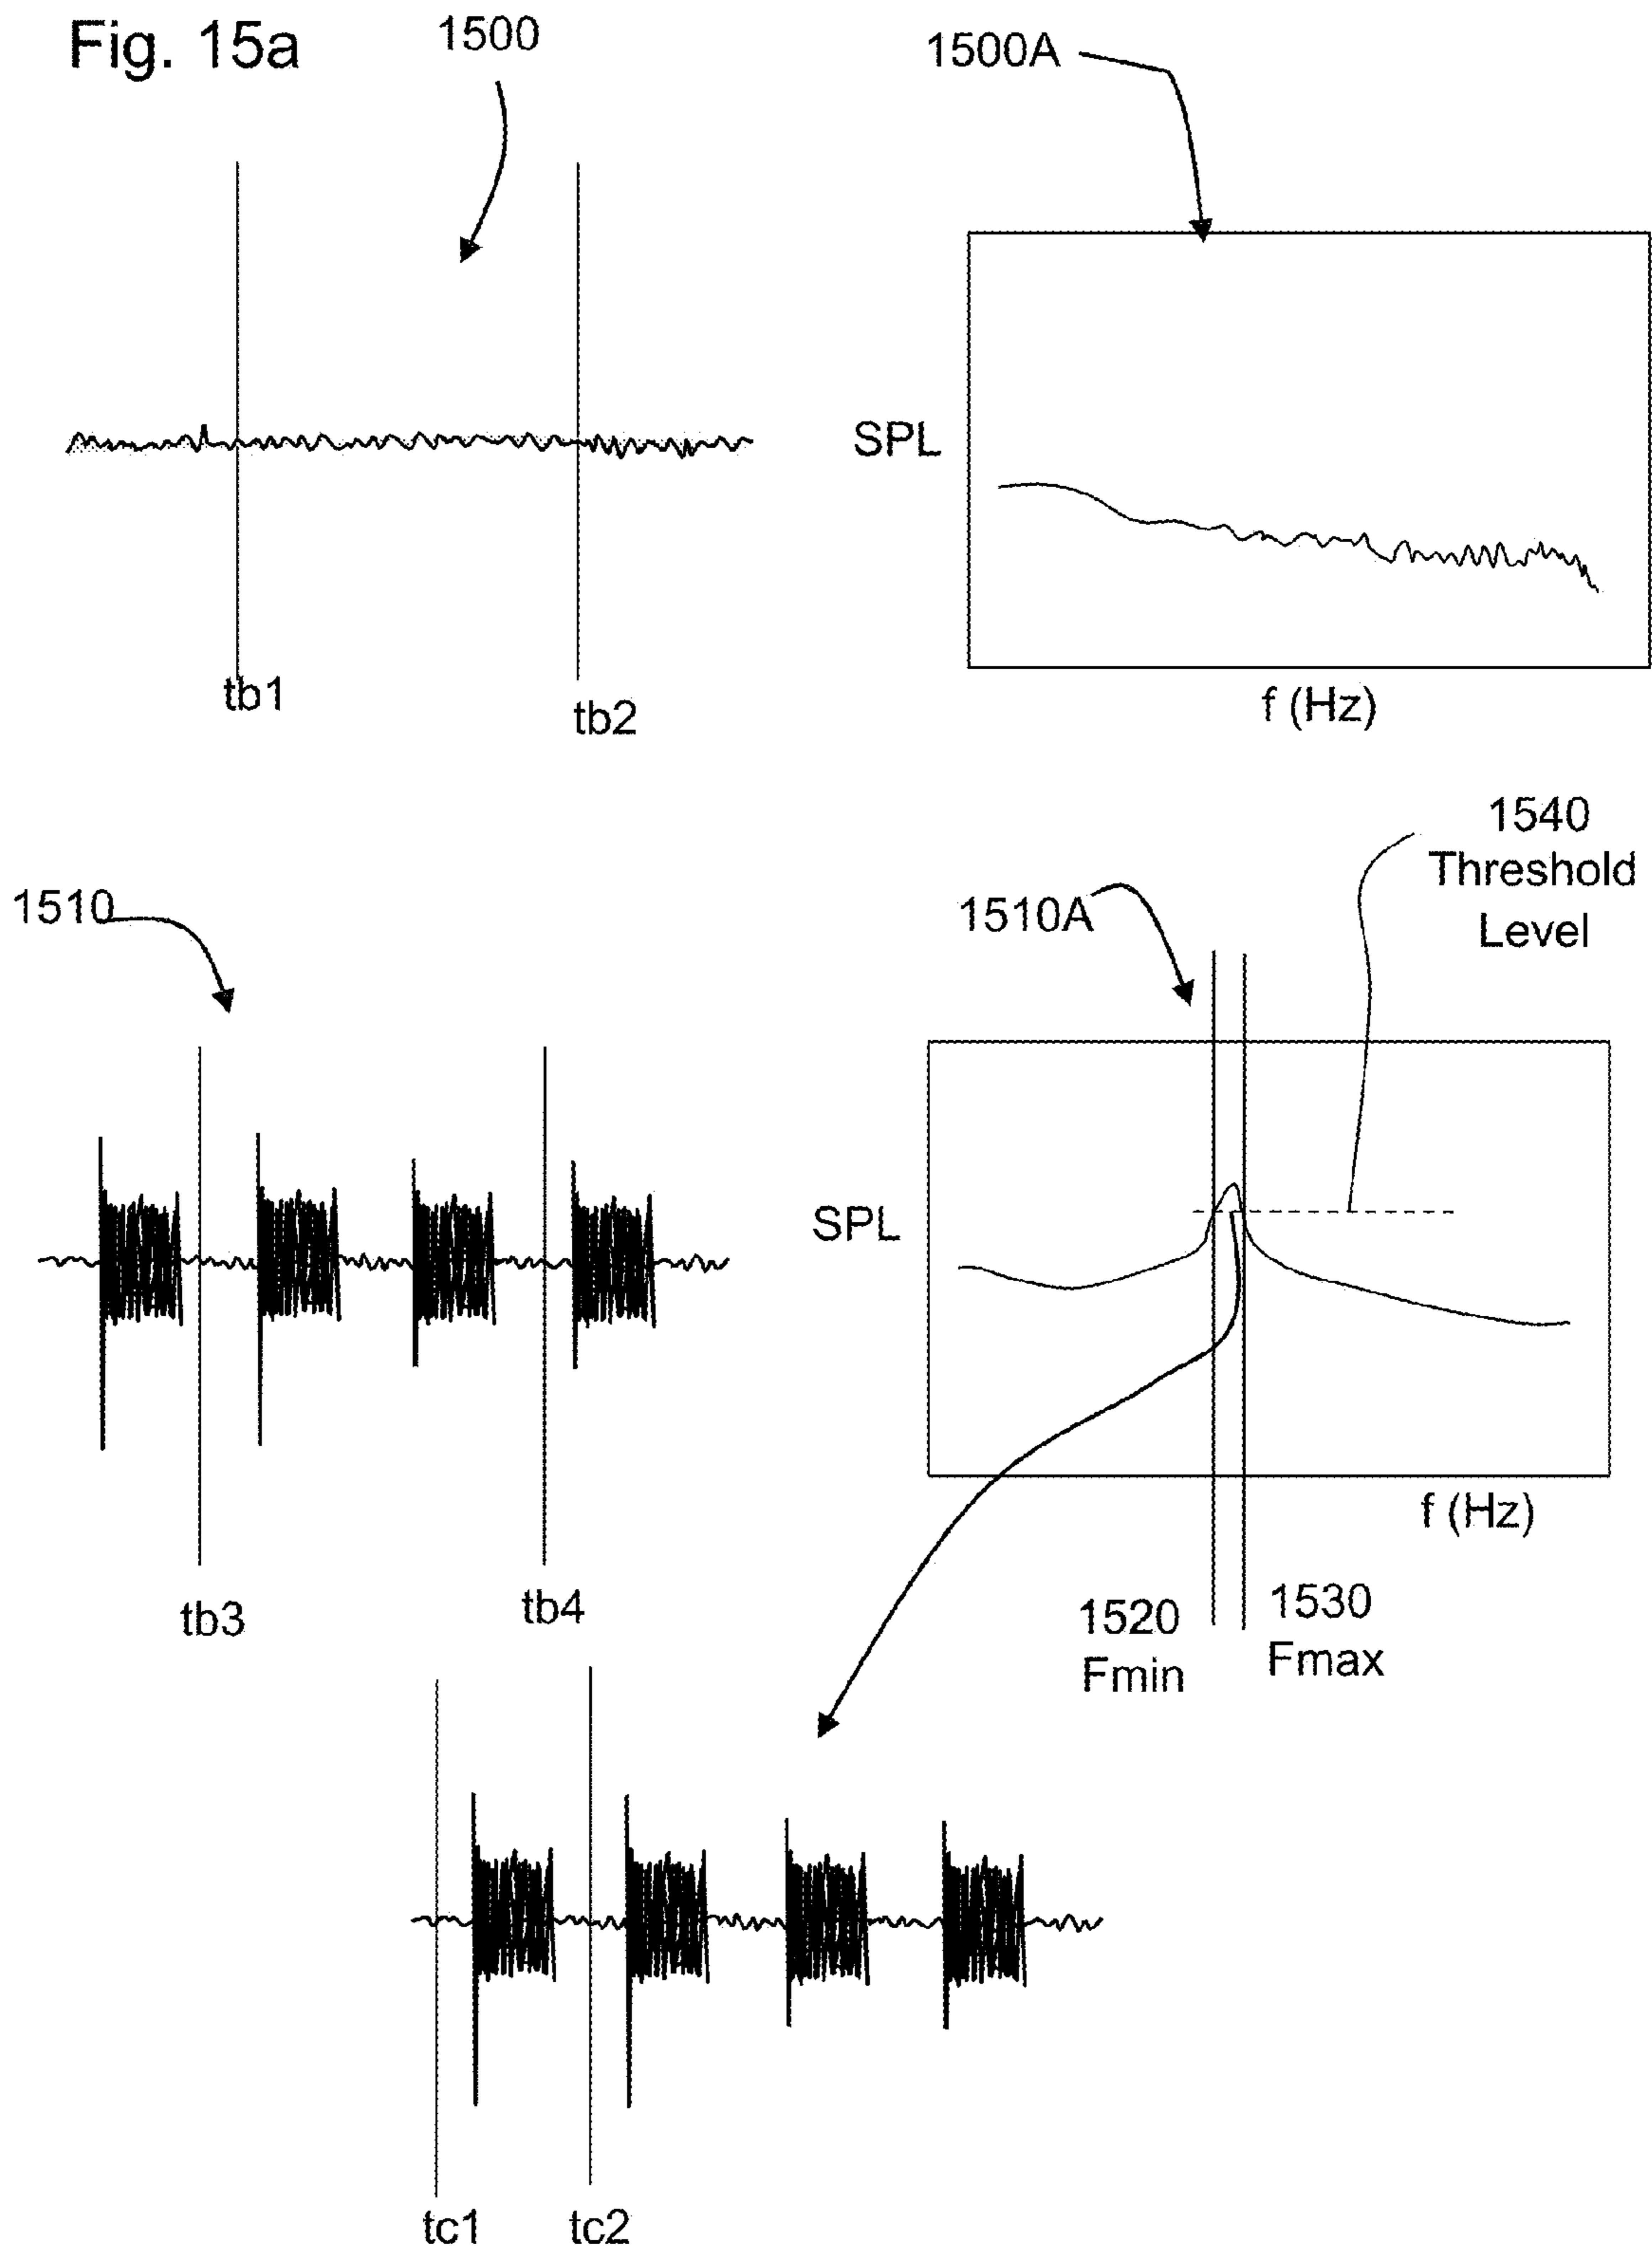 Fig. 15a
1500
1500A
SPL
tb1
tb2
f (Hz)
1540
Threshold
Level
1510
1510A
SPL
f (Hz)
tb3
tb4
1520
Fmin
1530
Fmax
tc1
tc2